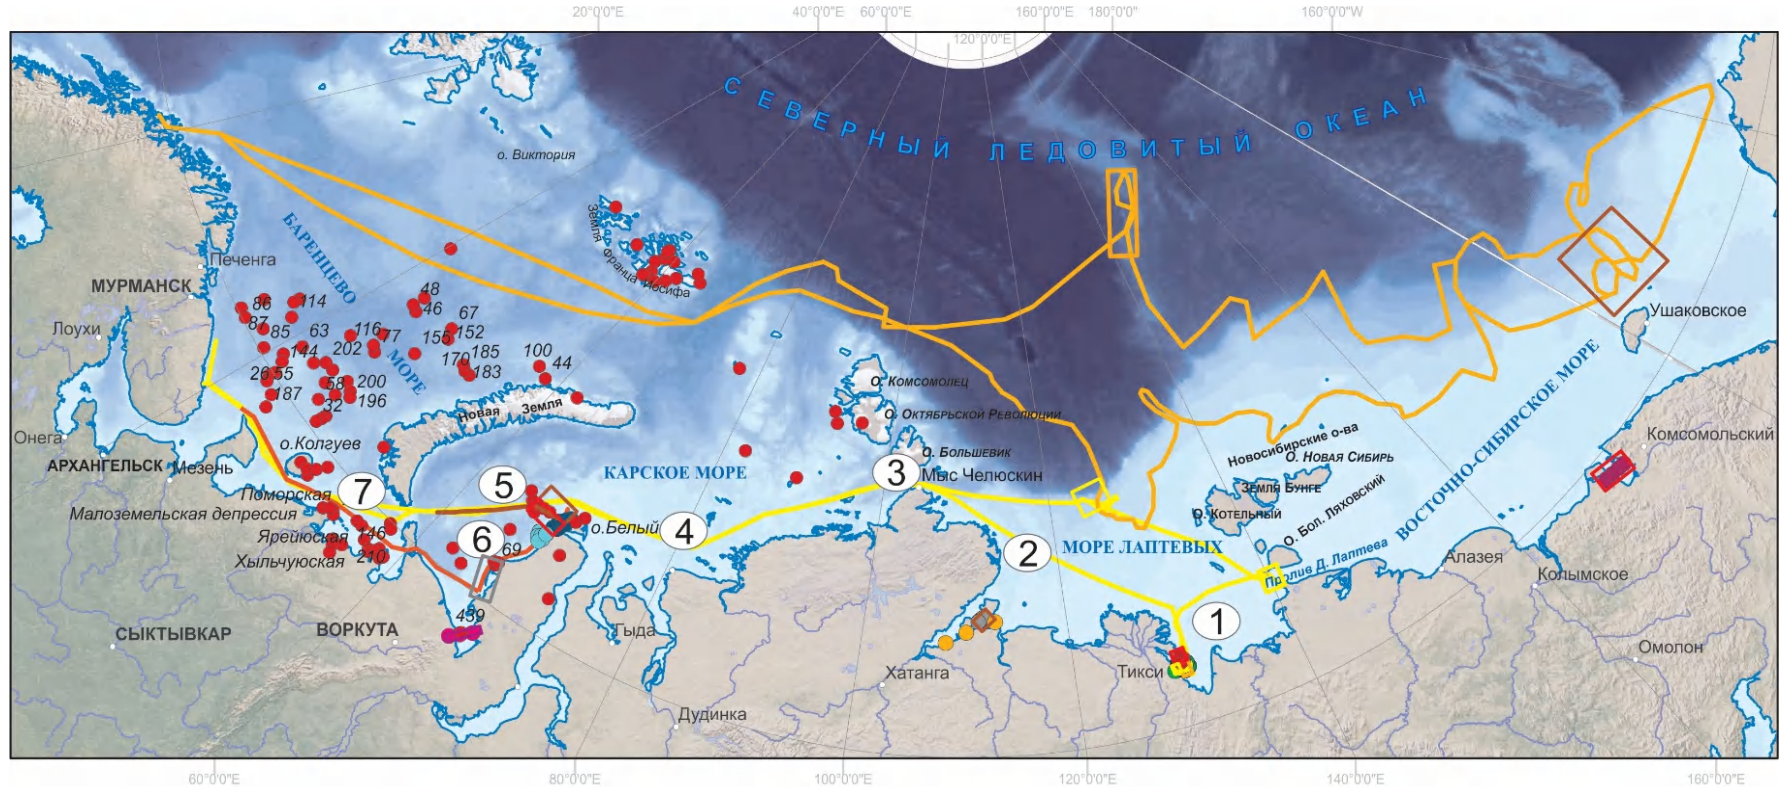 20°0'0"E
40°0'0"E
60°0'0"E
160°0'0"E
180°0'0"
160°0'0"W
120°0'0"E
СЕВЕРНЫЙ ЛЕДОВИТЫЙ ОКЕАН
о. Виктория
Земля Франца Иосифа
БАРЕНЦЕВО МОРЕ
Печенга
МУРМАНСК
Лоухи
48
46
86
114
87
85
63
116
77
67
152
155
144
202
170
185
183
100
44
26
55
58
200
187
32
196
Новая Земля
Ушаковское
О. Комсомолец
О. Октябрьской Революции
О. Большевик
Мыс Челюскин
КАРСКОЕ МОРЕ
Новосибирские о-ва
О. Новая Сибирь
Земля Бунге
О. Котельный
О. Бол. Ляховский
ВОСТОЧНО-СИБИРСКОЕ МОРЕ
Комсомольский
Онега
АРХАНГЕЛЬСК
Мезень
о.Колгуев
Поморская
Малоземельская депрессия
Ярейюская
146
Хыльчуюская
210
7
5
6
69
о.Белый
4
3
2
МОРЕ ЛАПТЕВЫХ
Пролив Д. Лаптева
Алазея
Колымское
1
439
СЫКТЫВКАР
ВОРКУТА
Гыда
Хатанга
Тикси
Омолон
Дудинка
60°0'0"E
80°0'0"E
100°0'0"E
120°0'0"E
140°0'0"E
160°0'0"E